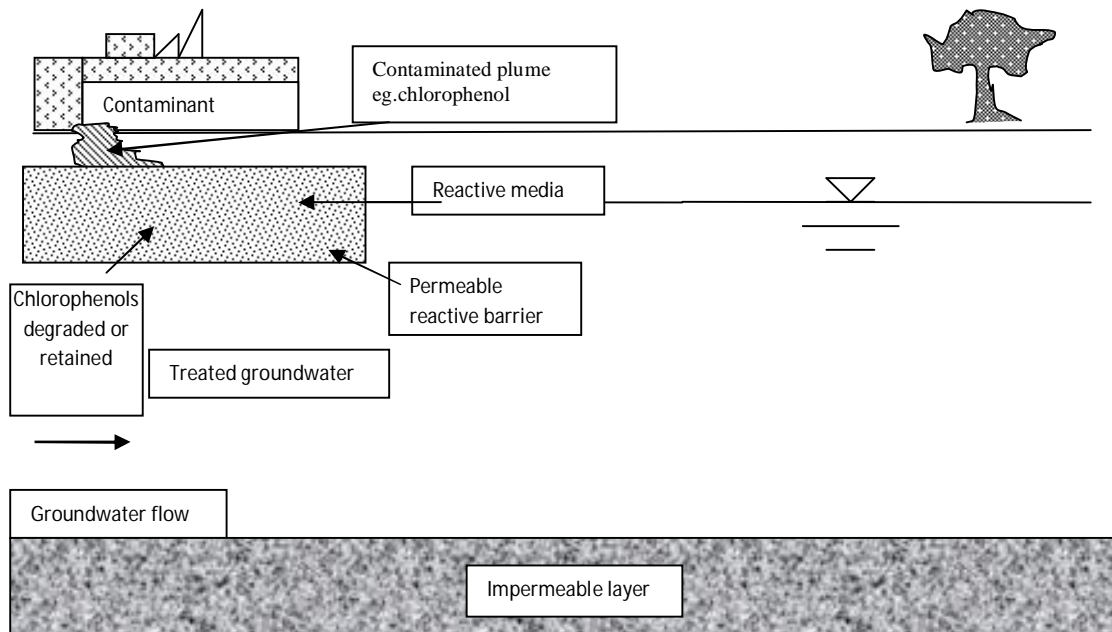 Contaminated plume
eg.chlorophenol
Contaminant
Reactive media
Permeable
reactive barrier
Chlorophenols
degraded or
retained
Treated groundwater
Groundwater flow
Impermeable layer